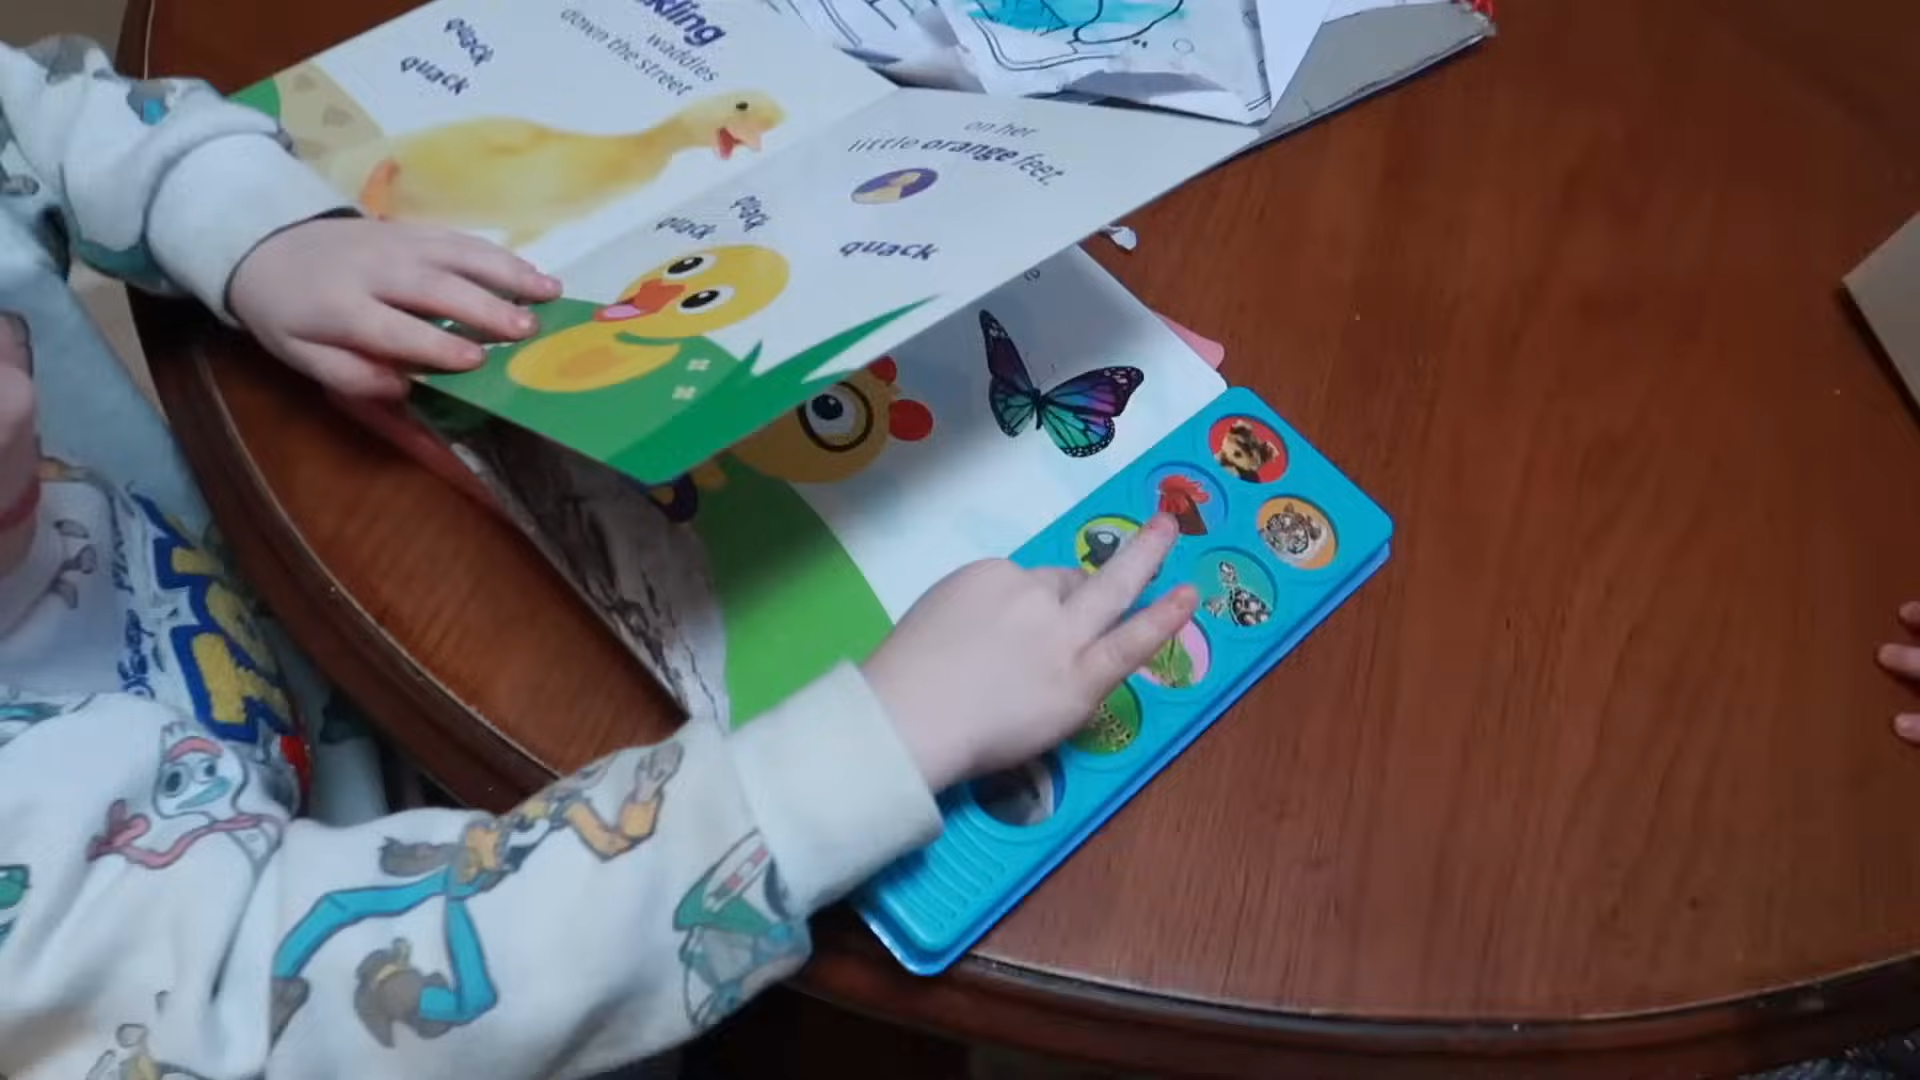 quack
quack
waddles
down the street
on her
little orange feet.
quack
quack
quack